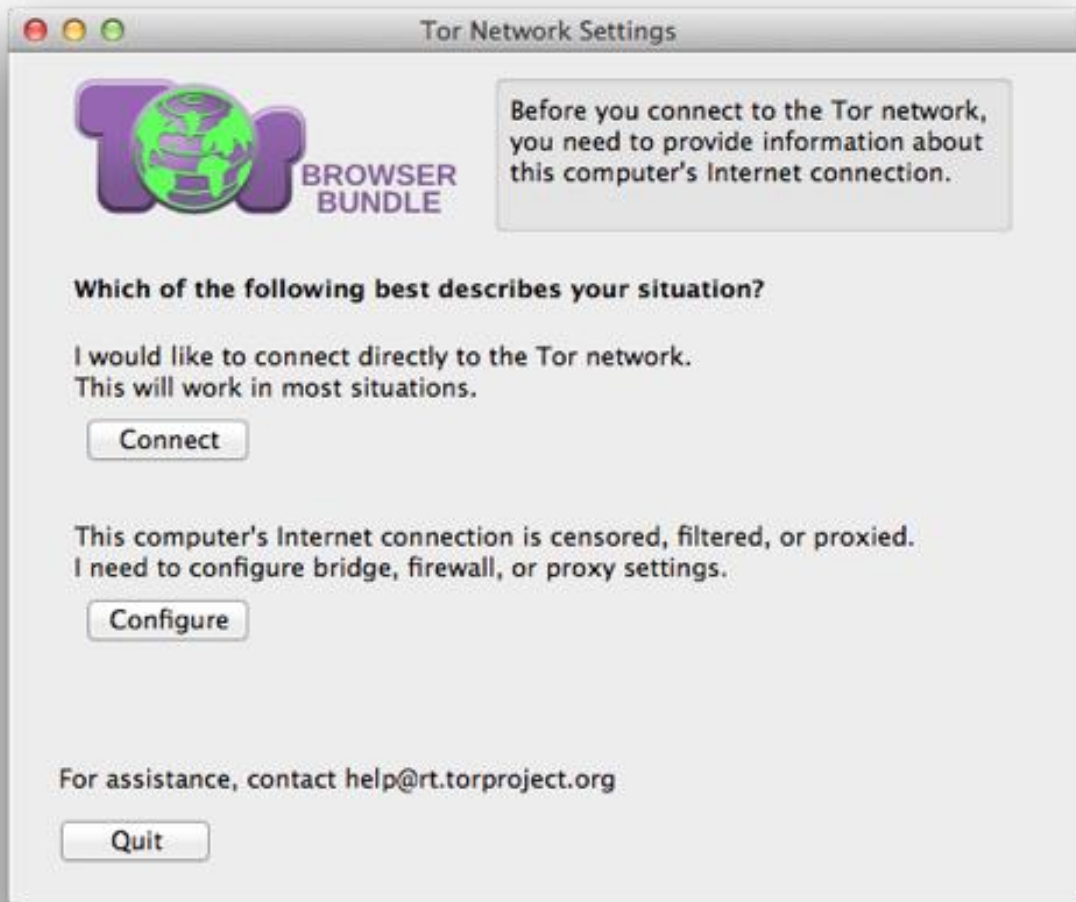 Tor Network Settings
Tor
BROWSER
BUNDLE
Before you connect to the Tor network,
you need to provide information about
this computer's Internet connection.
Which of the following best describes your situation?
I would like to connect directly to the Tor network.
This will work in most situations.
Connect
This computer's Internet connection is censored, filtered, or proxied.
I need to configure bridge, firewall, or proxy settings.
Configure
For assistance, contact help@rt.torproject.org
Quit